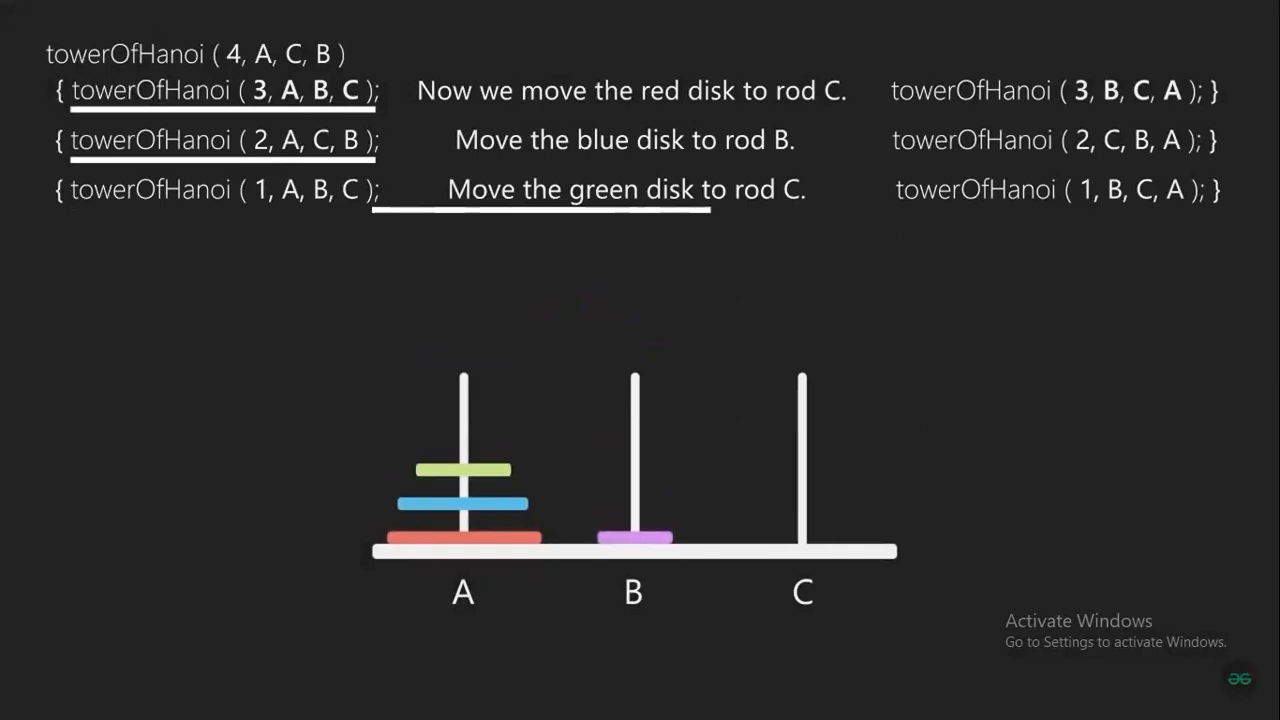 towerOfHanoi ( 4, A, C, B )
{ towerOfHanoi ( 3, A, B, C ); Now we move the red disk to rod C. towerOfHanoi ( 3, B, C, A ); }
{ towerOfHanoi ( 2, A, C, B ); Move the blue disk to rod B. towerOfHanoi ( 2, C, B, A ); }
{ towerOfHanoi ( 1, A, B, C ); Move the green disk to rod C. towerOfHanoi ( 1, B, C, A ); }
A B C
Activate Windows
Go to Settings to activate Windows.